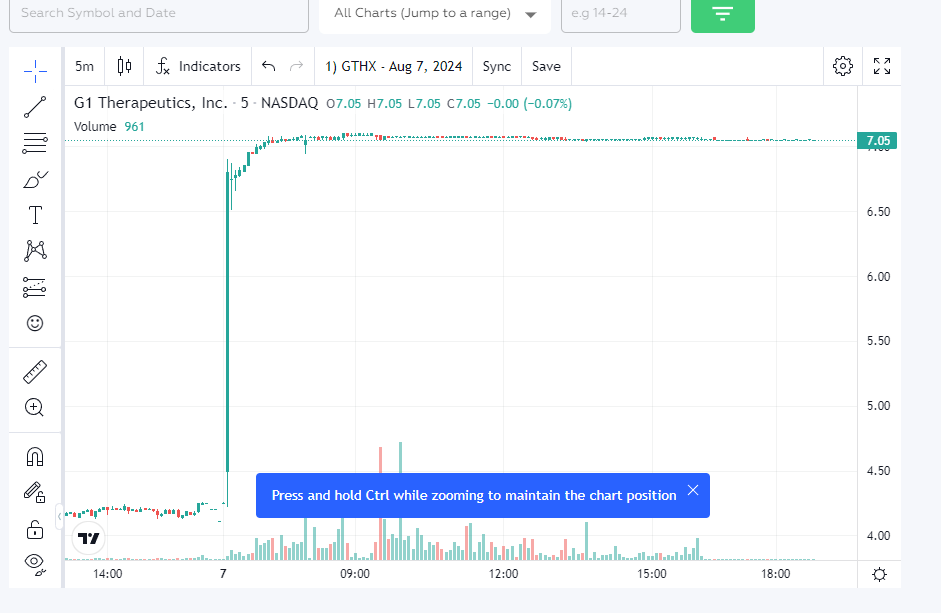 Search Symbol and Date
All Charts (Jump to a range)
e.g 14-24
5m
Indicators
1) GTHX - Aug 7, 2024
Sync
Save
G1 Therapeutics, Inc. · 5 · NASDAQ O7.05 H7.05 L7.05 C7.05 −0.00 (−0.07%)
Volume 961
7.05
7.00
6.50
6.00
5.50
5.00
4.50
4.00
Press and hold Ctrl while zooming to maintain the chart position
14:00
7
09:00
12:00
15:00
18:00